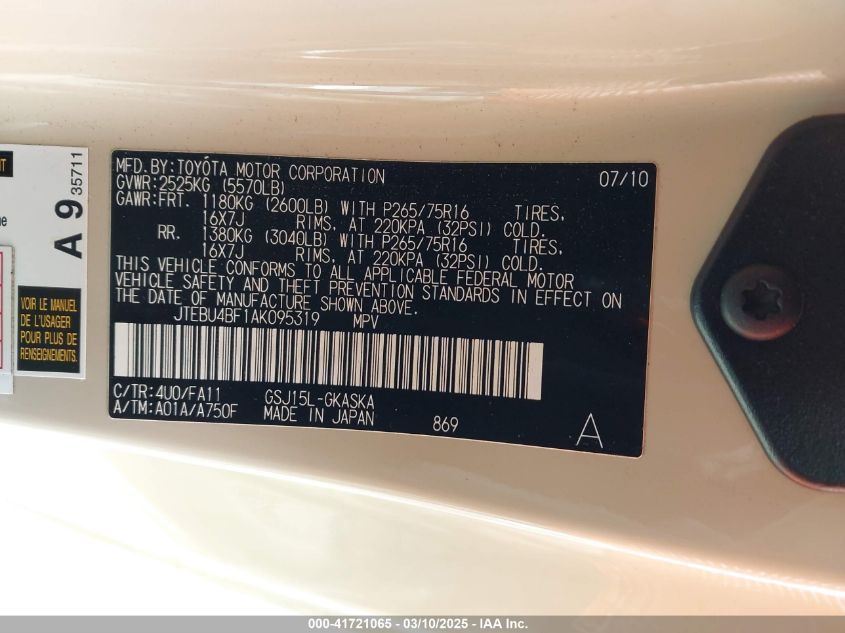 MFD.BY:TOYOTA MOTOR CORPORATION 07/10
GVWR:2525KG (5570LB)
GAWR:FRT. 1180KG (2600LB) WITH P265/75R16 TIRES,
16X7J RIMS, AT 220KPA (32PSI) COLD.
RR. 1380KG (3040LB) WITH P265/75R16 TIRES,
16X7J RIMS, AT 220KPA (32PSI) COLD.
THIS VEHICLE CONFORMS TO ALL APPLICABLE FEDERAL MOTOR
VEHICLE SAFETY AND THEFT PREVENTION STANDARDS IN EFFECT ON
THE DATE OF MANUFACTURE SHOWN ABOVE.
JTEBU4BF1AK095319 MPV
C/TR:4U0/FA11 GSJ15L-GKASKA
A/TM:A01A/A750F MADE IN JAPAN 869
A
A 9 35711
VOIR LE MANUEL
DE L'USAGER
POUR PLUS DE
RENSEIGNEMENTS
000-41721065 - 03/10/2025 - IAA Inc.